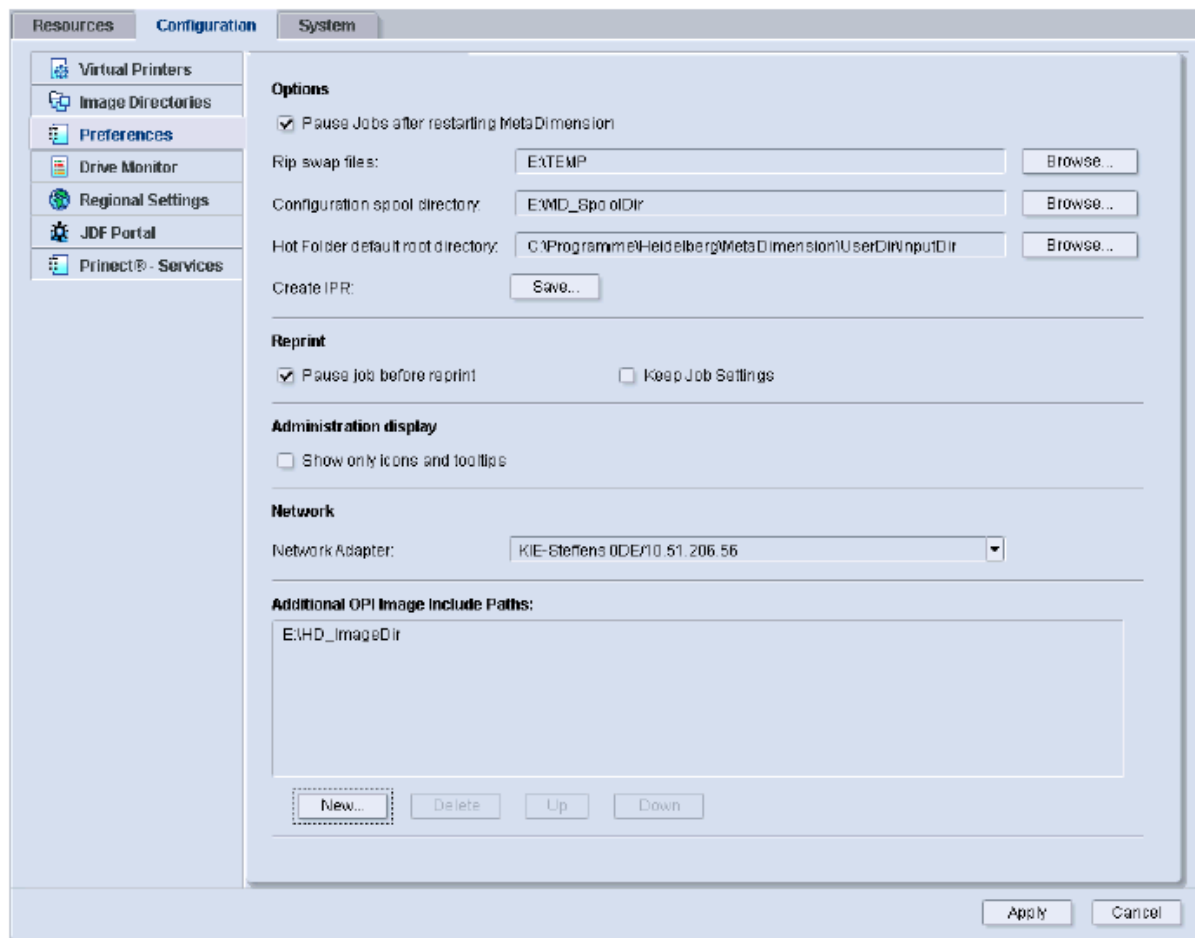 Resources Configuration System
Virtual Printers
Image Directories
Preferences
Drive Monitor
Regional Settings
JDF Portal
Prinect® - Services
Options
Pause Jobs after restarting MetaDimension
Rip swap files: E:\TEMP Browse...
Configuration spool directory: E:\MD_SpoolDir Browse...
Hot Folder default root directory: C:\Programme\Heidelberg\MetaDimension\UserDir\InputDir Browse...
Create IPR: Save...
Reprint
Pause job before reprint Keep Job Settings
Administration display
Show only icons and tooltips
Network
Network Adapter: KIE-Steffens 0DE/10.51.206.56
Additional OPI Image Include Paths:
E:\HD_ImageDir
New... Delete Up Down
Apply Cancel